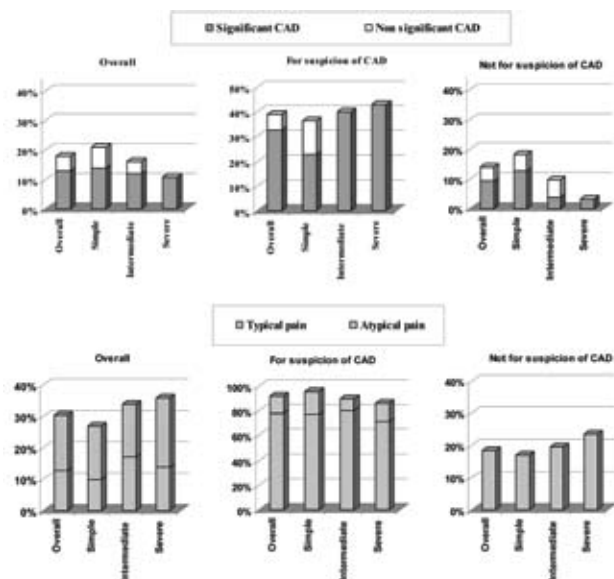 Significant CAD Non significant CAD
Overall
40%
30%
20%
10%
0%
Overall
Simple
Intermediate
Severe
For suspicion of CAD
50%
40%
30%
20%
10%
0%
Overall
Simple
Intermediate
Severe
Not for suspicion of CAD
40%
30%
20%
10%
0%
Overall
Simple
Intermediate
Severe
Typical pain Atypical pain
Overall
40%
30%
20%
10%
0%
Overall
Simple
Intermediate
Severe
For suspicion of CAD
100%
80%
60%
40%
20%
0%
Overall
Simple
Intermediate
Severe
Not for suspicion of CAD
40%
30%
20%
10%
0%
Overall
Simple
Intermediate
Severe